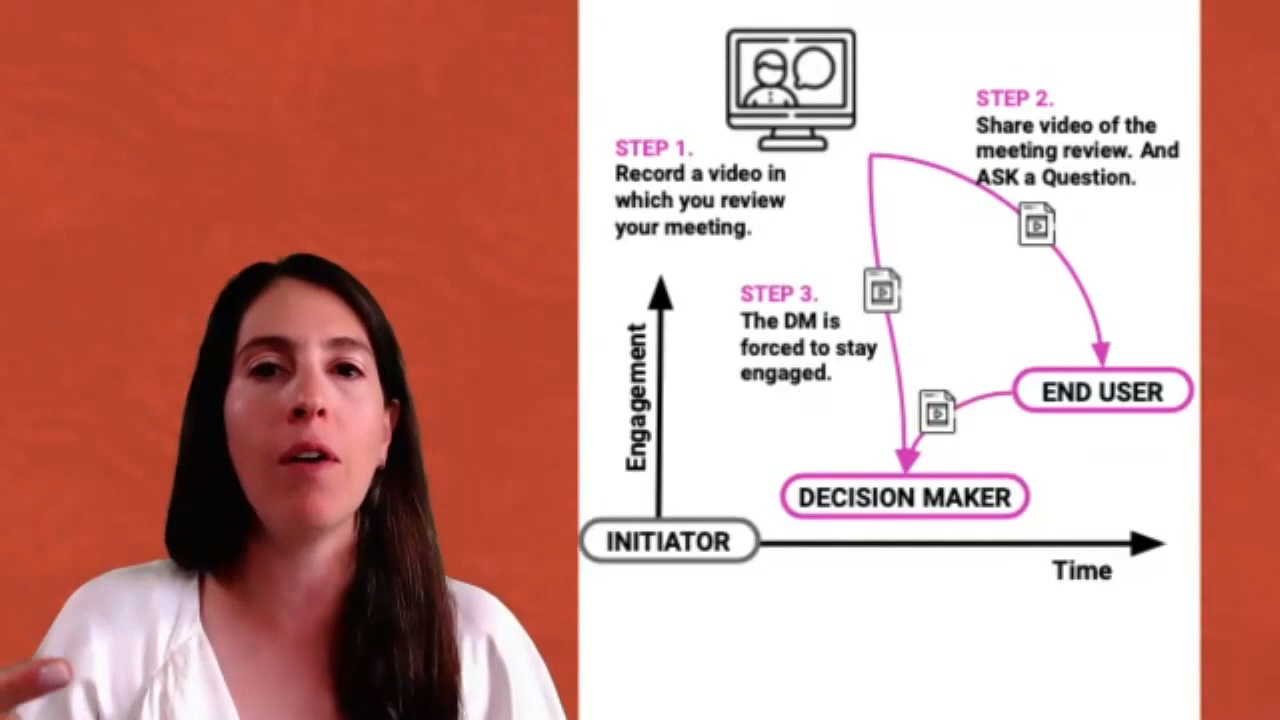 STEP 1.
Record a video in
which you review
your meeting.
STEP 2.
Share video of the
meeting review. And
ASK a Question.
STEP 3.
The DM is
forced to stay
engaged.
Engagement
END USER
DECISION MAKER
INITIATOR
Time